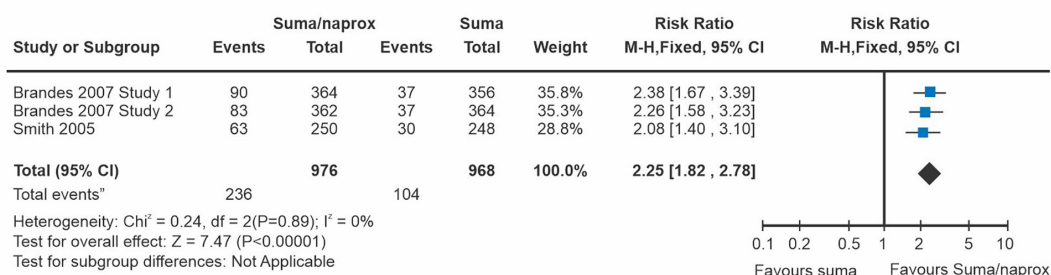 Suma/naprox Suma Risk Ratio Risk Ratio
Study or Subgroup Events Total Events Total Weight M-H,Fixed, 95% CI M-H,Fixed, 95% CI
Brandes 2007 Study 1 90 364 37 356 35.8% 2.38 [1.67 , 3.39]
Brandes 2007 Study 2 83 362 37 364 35.3% 2.26 [1.58 , 3.23]
Smith 2005 63 250 30 248 28.8% 2.08 [1.40 , 3.10]
Total (95% CI) 976 968 100.0% 2.25 [1.82 , 2.78]
Total events” 236 104
Heterogeneity: Chiᶻ = 0.24, df = 2(P=0.89); Iᶻ = 0%
Test for overall effect: Z = 7.47 (P<0.00001)
Test for subgroup differences: Not Applicable
0.1 0.2 0.5 1 2 5 10
Favours suma Favours Suma/naprox